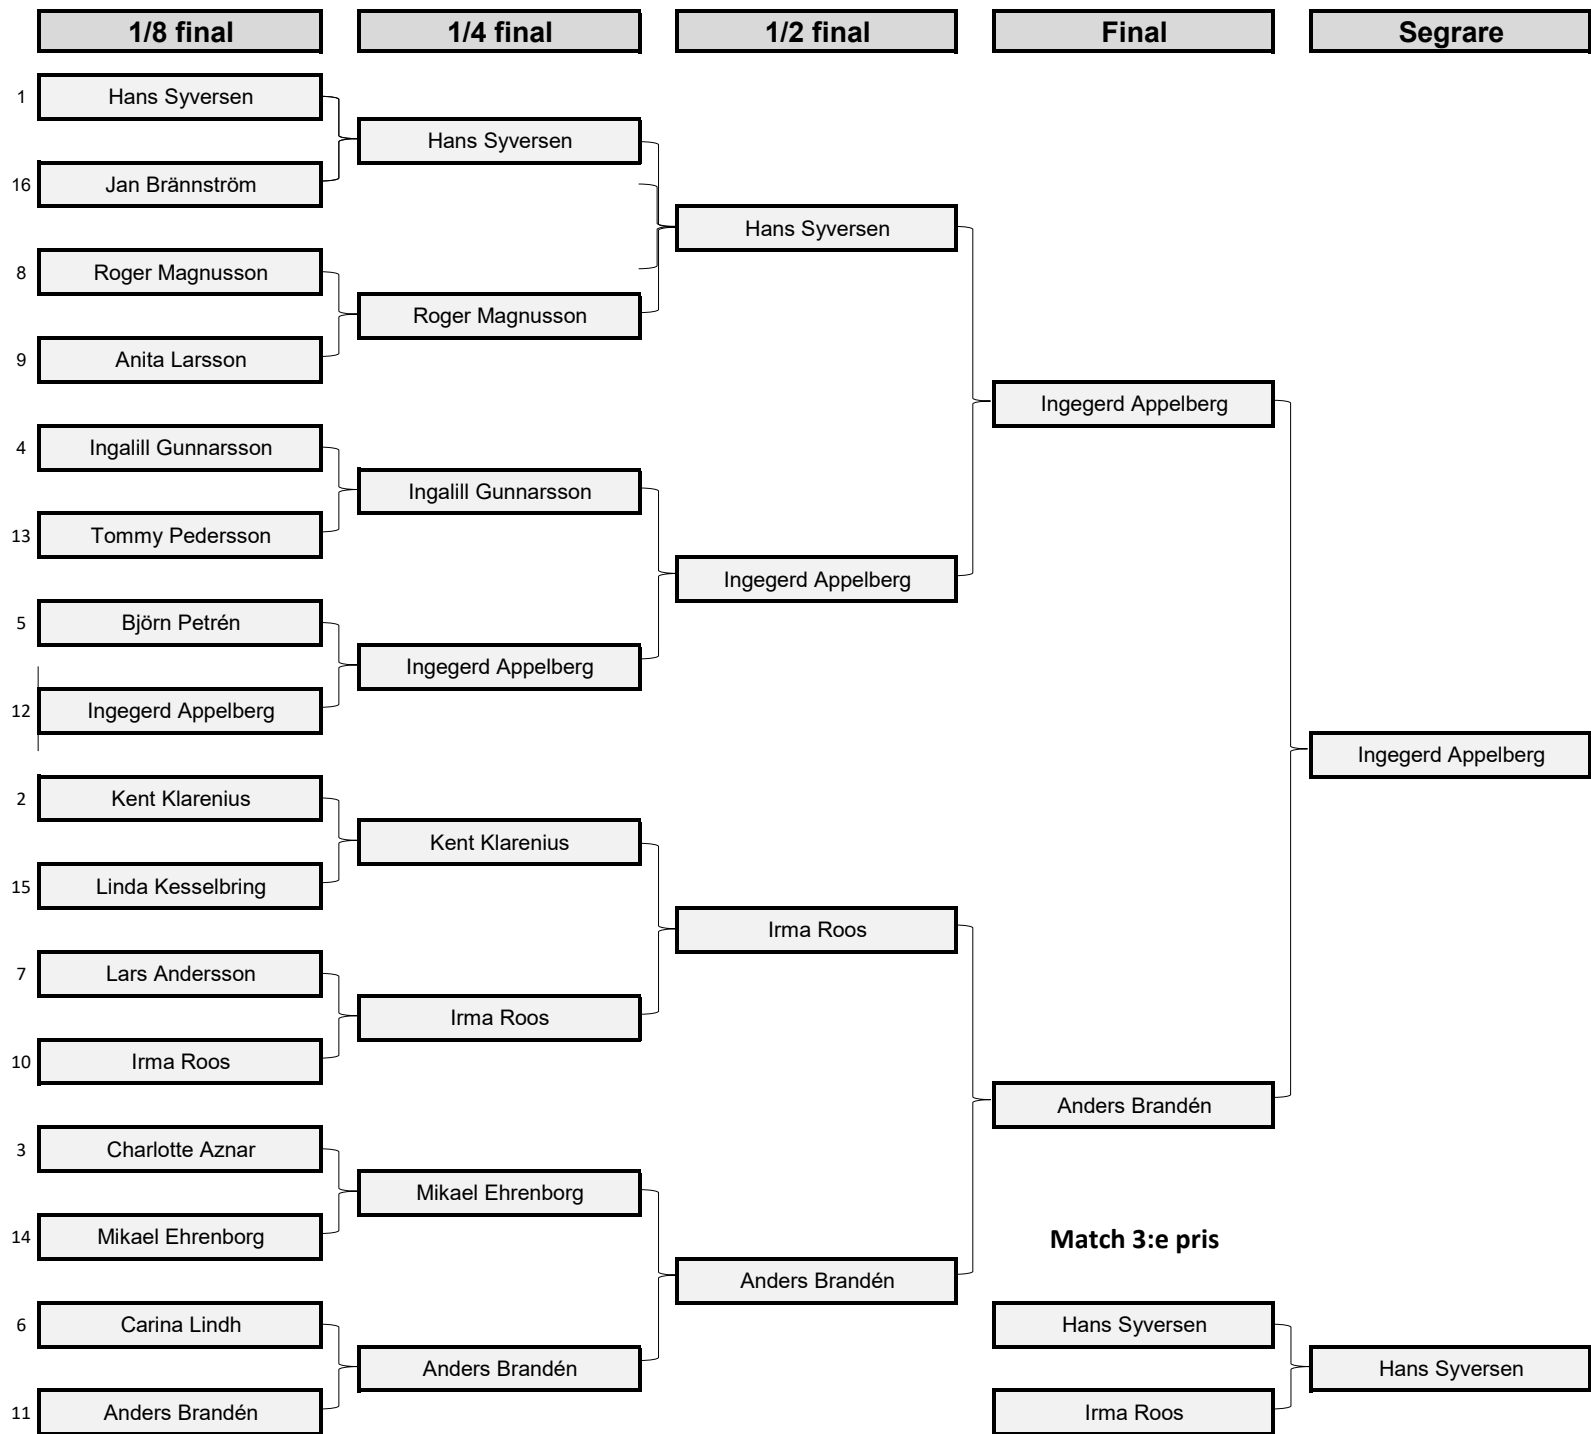 1/8 final 1/4 final 1/2 final Final Segrare
1 Hans Syversen
Hans Syversen
16 Jan Brännström
Hans Syversen
8 Roger Magnusson
Roger Magnusson
9 Anita Larsson
Ingegerd Appelberg
4 Ingalill Gunnarsson
Ingalill Gunnarsson
13 Tommy Pedersson
Ingegerd Appelberg
5 Björn Petrén
Ingegerd Appelberg
12 Ingegerd Appelberg
Ingegerd Appelberg
2 Kent Klarenius
Kent Klarenius
15 Linda Kesselbring
Irma Roos
7 Lars Andersson
Irma Roos
10 Irma Roos
Anders Brandén
3 Charlotte Aznar
Mikael Ehrenborg
14 Mikael Ehrenborg
Match 3:e pris
Anders Brandén
6 Carina Lindh
Hans Syversen
Anders Brandén
Hans Syversen
11 Anders Brandén
Irma Roos